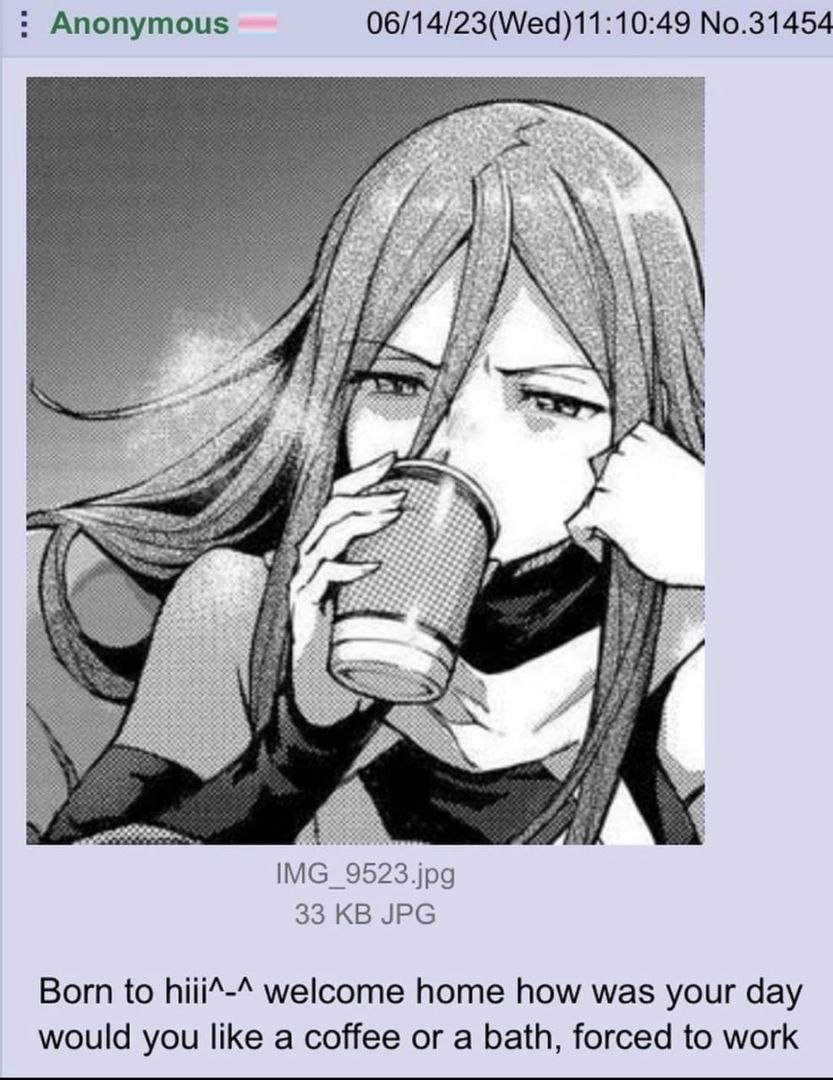 Anonymous 06/14/23(Wed)11:10:49 No.31454
IMG_9523.jpg
33 KB JPG
Born to hiii^-^ welcome home how was your day
would you like a coffee or a bath, forced to work